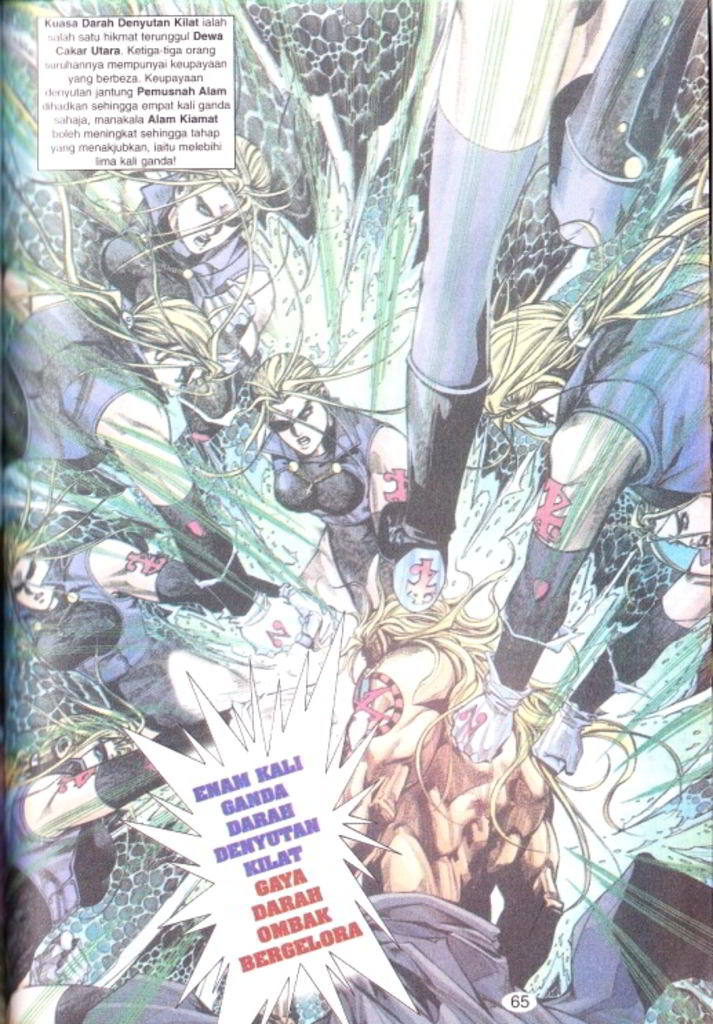 Kuasa Darah Denyutan Kilat ialah
salah satu hikmat terunggul Dewa
Cakar Utara. Ketiga-tiga orang
suruhannya mempunyai keupayaan
yang berbeza. Keupayaan
denyutan jantung Pemusnah Alam
dihadkan sehingga empat kali ganda
sahaja, manakala Alam Kiamat
boleh meningkat sehingga tahap
yang menakjubkan, iaitu melebihi
lima kali ganda!
ENAM KALI
GANDA
DARAH
DENYUTAN
KILAT
GAYA
DARAH
OMBAK
BERGELORA
65